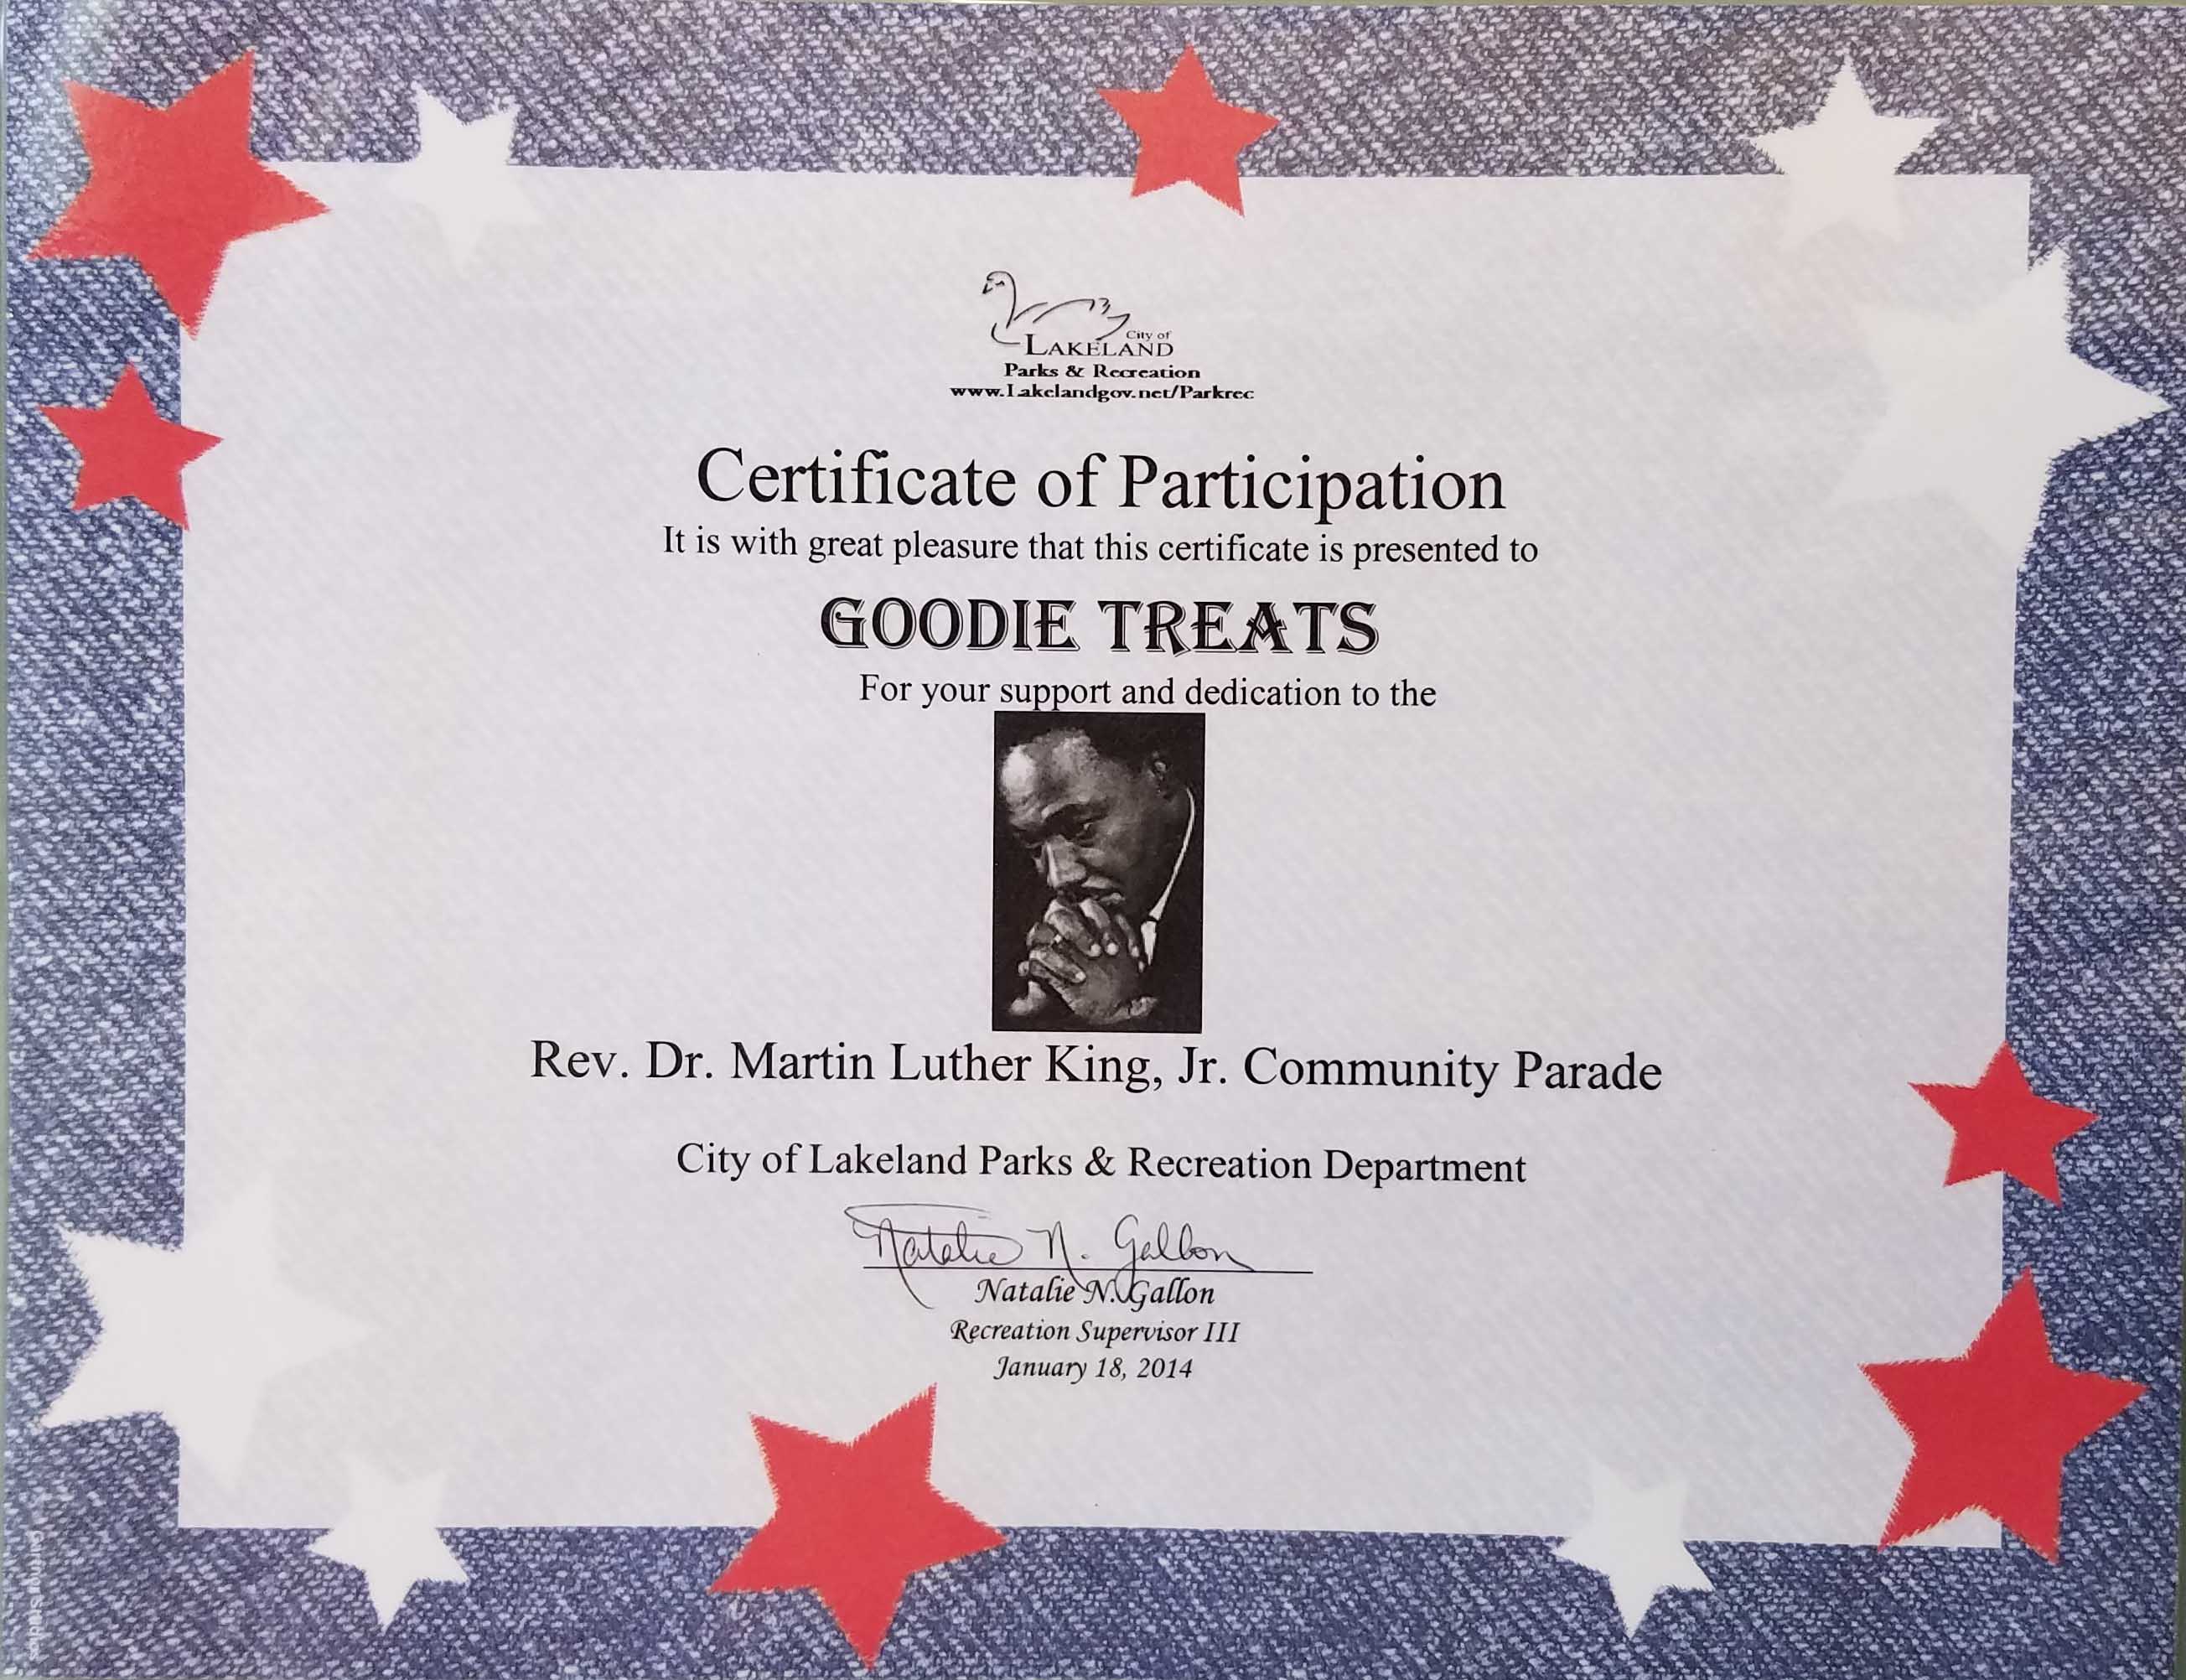 City of
LAKELAND
Parks & Recreation
www.Lakelandgov.net/Parkrec
Certificate of Participation
It is with great pleasure that this certificate is presented to
GOODIE TREATS
For your support and dedication to the
Rev. Dr. Martin Luther King, Jr. Community Parade
City of Lakeland Parks & Recreation Department
Natalie N. Gallon
Natalie N. Gallon
Recreation Supervisor III
January 18, 2014